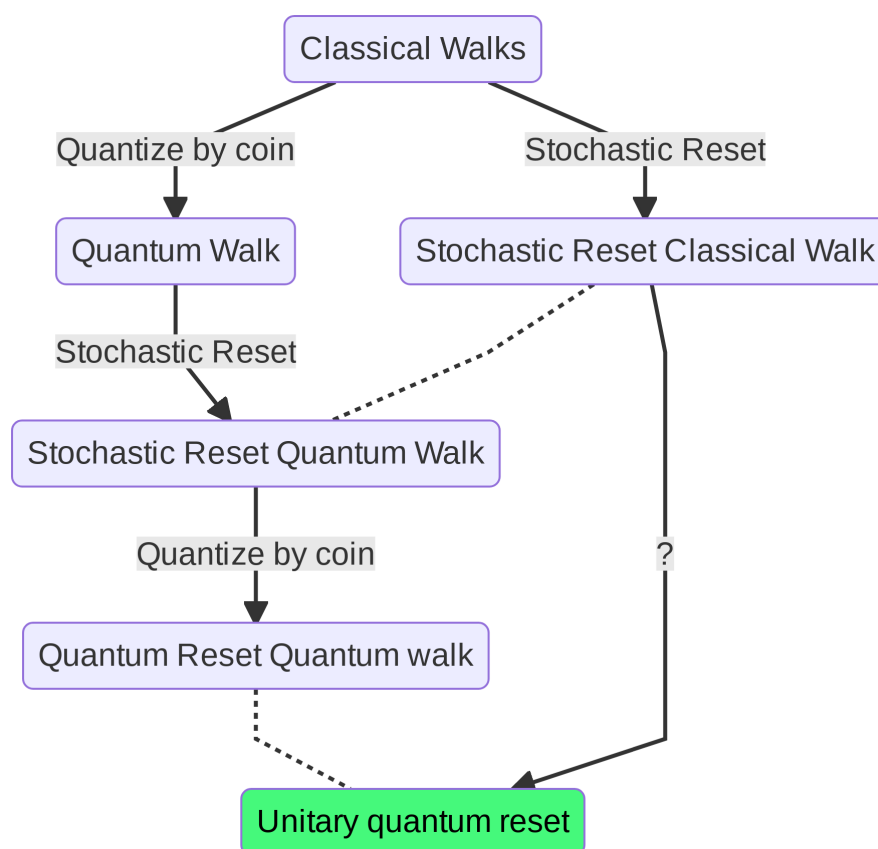 Classical Walks
Quantize by coin
Stochastic Reset
Quantum Walk
Stochastic Reset Classical Walk
Stochastic Reset
Stochastic Reset Quantum Walk
Quantize by coin
?
Quantum Reset Quantum walk
Unitary quantum reset